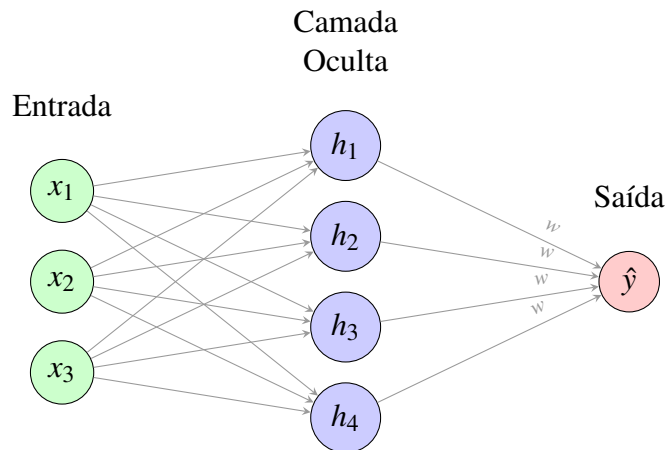 Camada
Oculta
Entrada
Saída
x1
x2
x3
h1
h2
h3
h4
w
w
w
w
ŷ